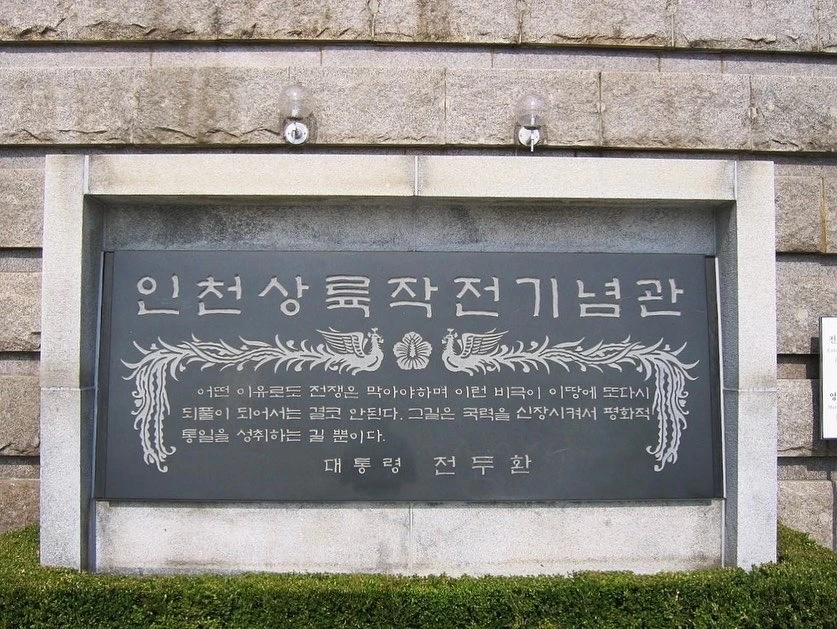 인천상륙작전기념관
어떤 이유로도 전쟁은 막아야하며 이런 비극이 이땅에 또다시
되풀이 되어서는 결코 안된다. 그길은 국력을 신장시켜서 평화적
통일을 성취하는 길 뿐이다.
대통령 전두환